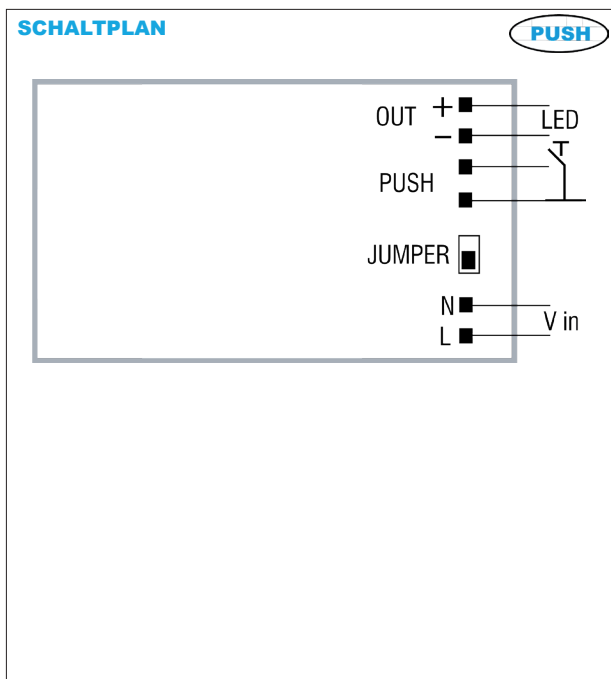 SCHALTPLAN
PUSH
OUT + LED
−
PUSH
JUMPER
N
V in
L